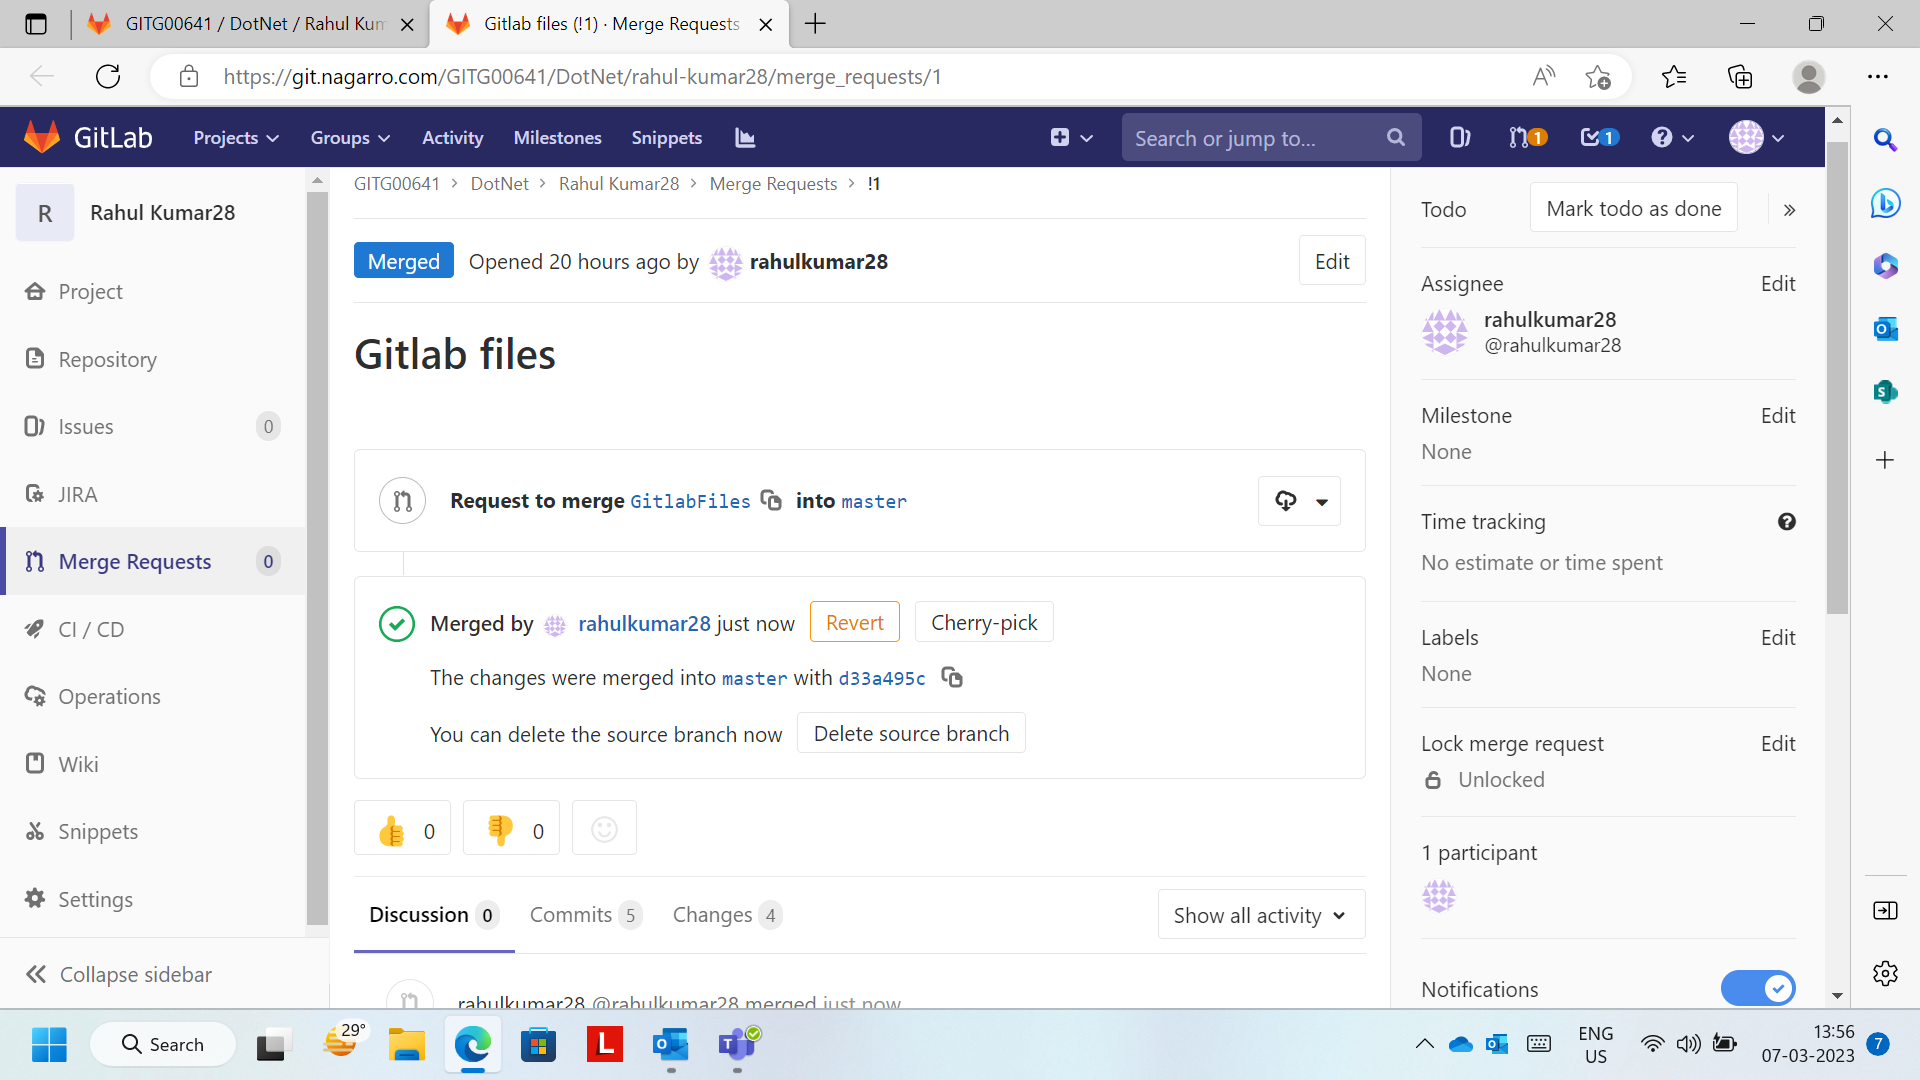 GITG00641 / DotNet / Rahul Kum
Gitlab files (!1) · Merge Requests
https://git.nagarro.com/GITG00641/DotNet/rahul-kumar28/merge_requests/1
GitLab Projects Groups Activity Milestones Snippets Search or jump to... 1 1
R Rahul Kumar28
Project
Repository
Issues 0
JIRA
Merge Requests 0
CI / CD
Operations
Wiki
Snippets
Settings
Collapse sidebar
GITG00641 > DotNet > Rahul Kumar28 > Merge Requests > !1
Merged Opened 20 hours ago by rahulkumar28 Edit
Gitlab files
Request to merge GitlabFiles into master
Merged by rahulkumar28 just now Revert Cherry-pick
The changes were merged into master with d33a495c
You can delete the source branch now Delete source branch
0 0
Discussion 0 Commits 5 Changes 4 Show all activity
rahulkumar28 @rahulkumar28 merged just now
Todo Mark todo as done
Assignee Edit
rahulkumar28
@rahulkumar28
Milestone Edit
None
Time tracking
No estimate or time spent
Labels Edit
None
Lock merge request Edit
Unlocked
1 participant
Notifications
Search 29°
ENG
US
13:56
07-03-2023
7